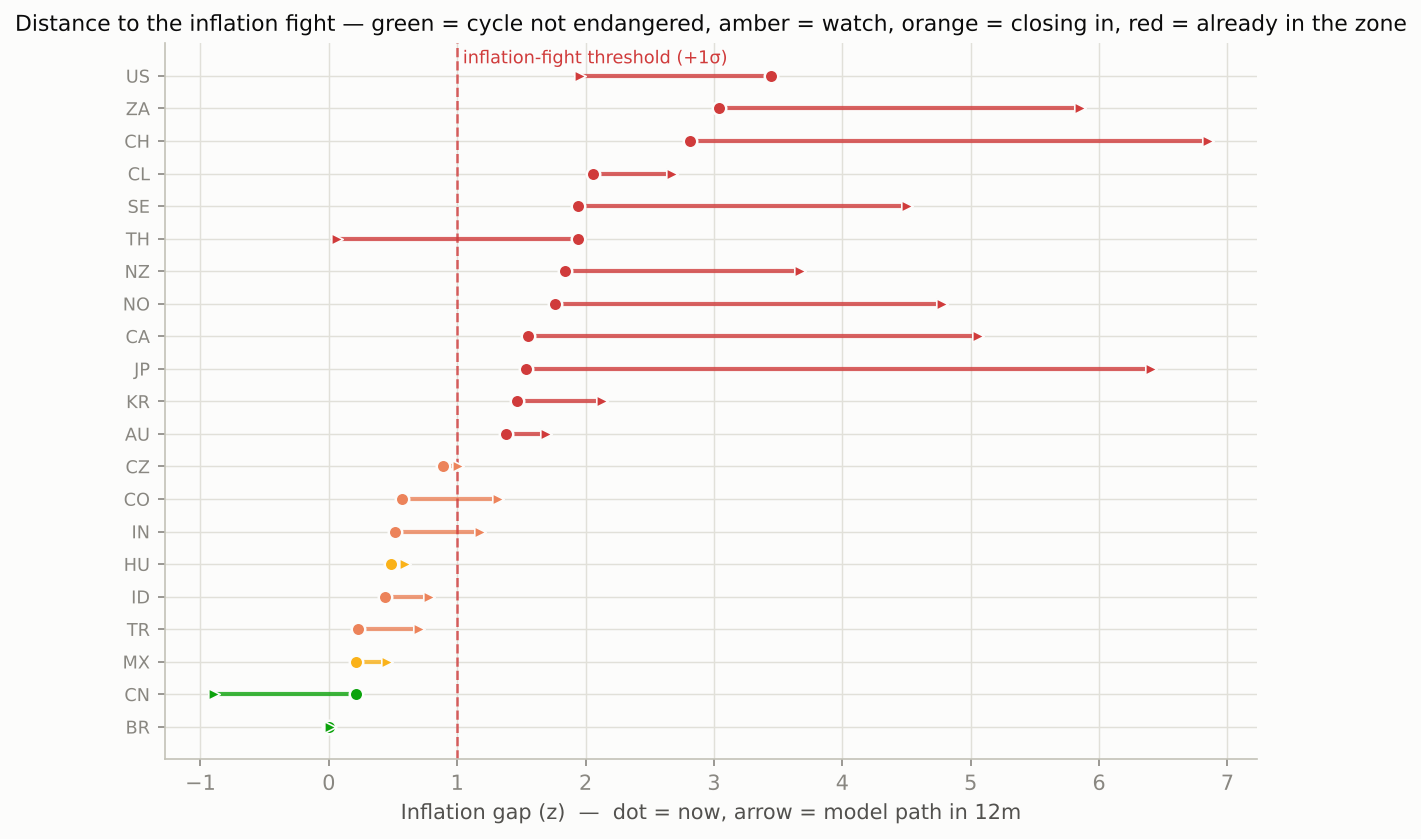 Distance to the inflation fight — green = cycle not endangered, amber = watch, orange = closing in, red = already in the zone
inflation-fight threshold (+1σ)
US
ZA
CH
CL
SE
TH
NZ
NO
CA
JP
KR
AU
CZ
CO
IN
HU
ID
TR
MX
CN
BR
−1 0 1 2 3 4 5 6 7
Inflation gap (z) — dot = now, arrow = model path in 12m